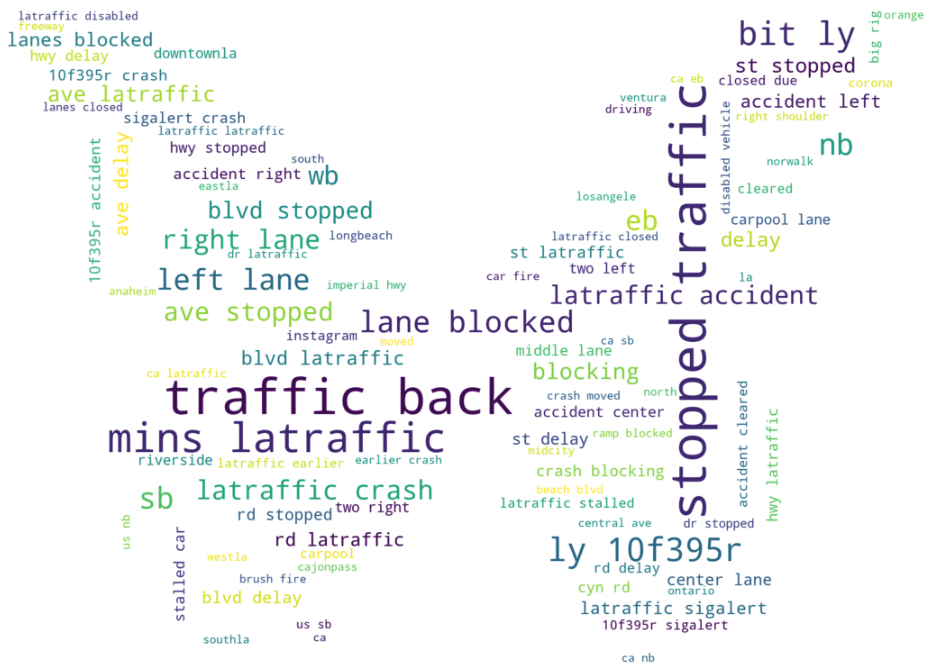 latraffic disabled
freeway
lanes blocked
hwy delay
downtownla
10f395r crash
ave latraffic
lanes closed
sigalert crash
latraffic latraffic
hwy stopped
south
accident right
wb
eastla
10f395r accident
ave delay
blvd stopped
right lane
longbeach
dr latraffic
left lane
imperial hwy
anaheim
ave stopped
lane blocked
instagram
moved
blvd latraffic
ca latraffic
traffic back
mins latraffic
riverside
latraffic earlier
earlier crash
sb
latraffic crash
rd stopped
two right
us nb
stalled car
rd latraffic
westla
carpool
cajonpass
brush fire
blvd delay
us sb
southla
ca
orange
big rig
bit ly
st stopped
ca eb
closed due
corona
ventura
driving
accident left
right shoulder
disabled vehicle
nb
norwalk
losangele
cleared
eb
carpool lane
latraffic closed
delay
st latraffic
two left
car fire
la
latraffic accident
stopped traffic
ca sb
middle lane
blocking
crash moved
north
accident center
accident cleared
hwy latraffic
st delay
ramp blocked
midcity
crash blocking
beach blvd
latraffic stalled
central ave
dr stopped
ly 10f395r
rd delay
center lane
cyn rd
ontario
latraffic sigalert
10f395r sigalert
ca nb